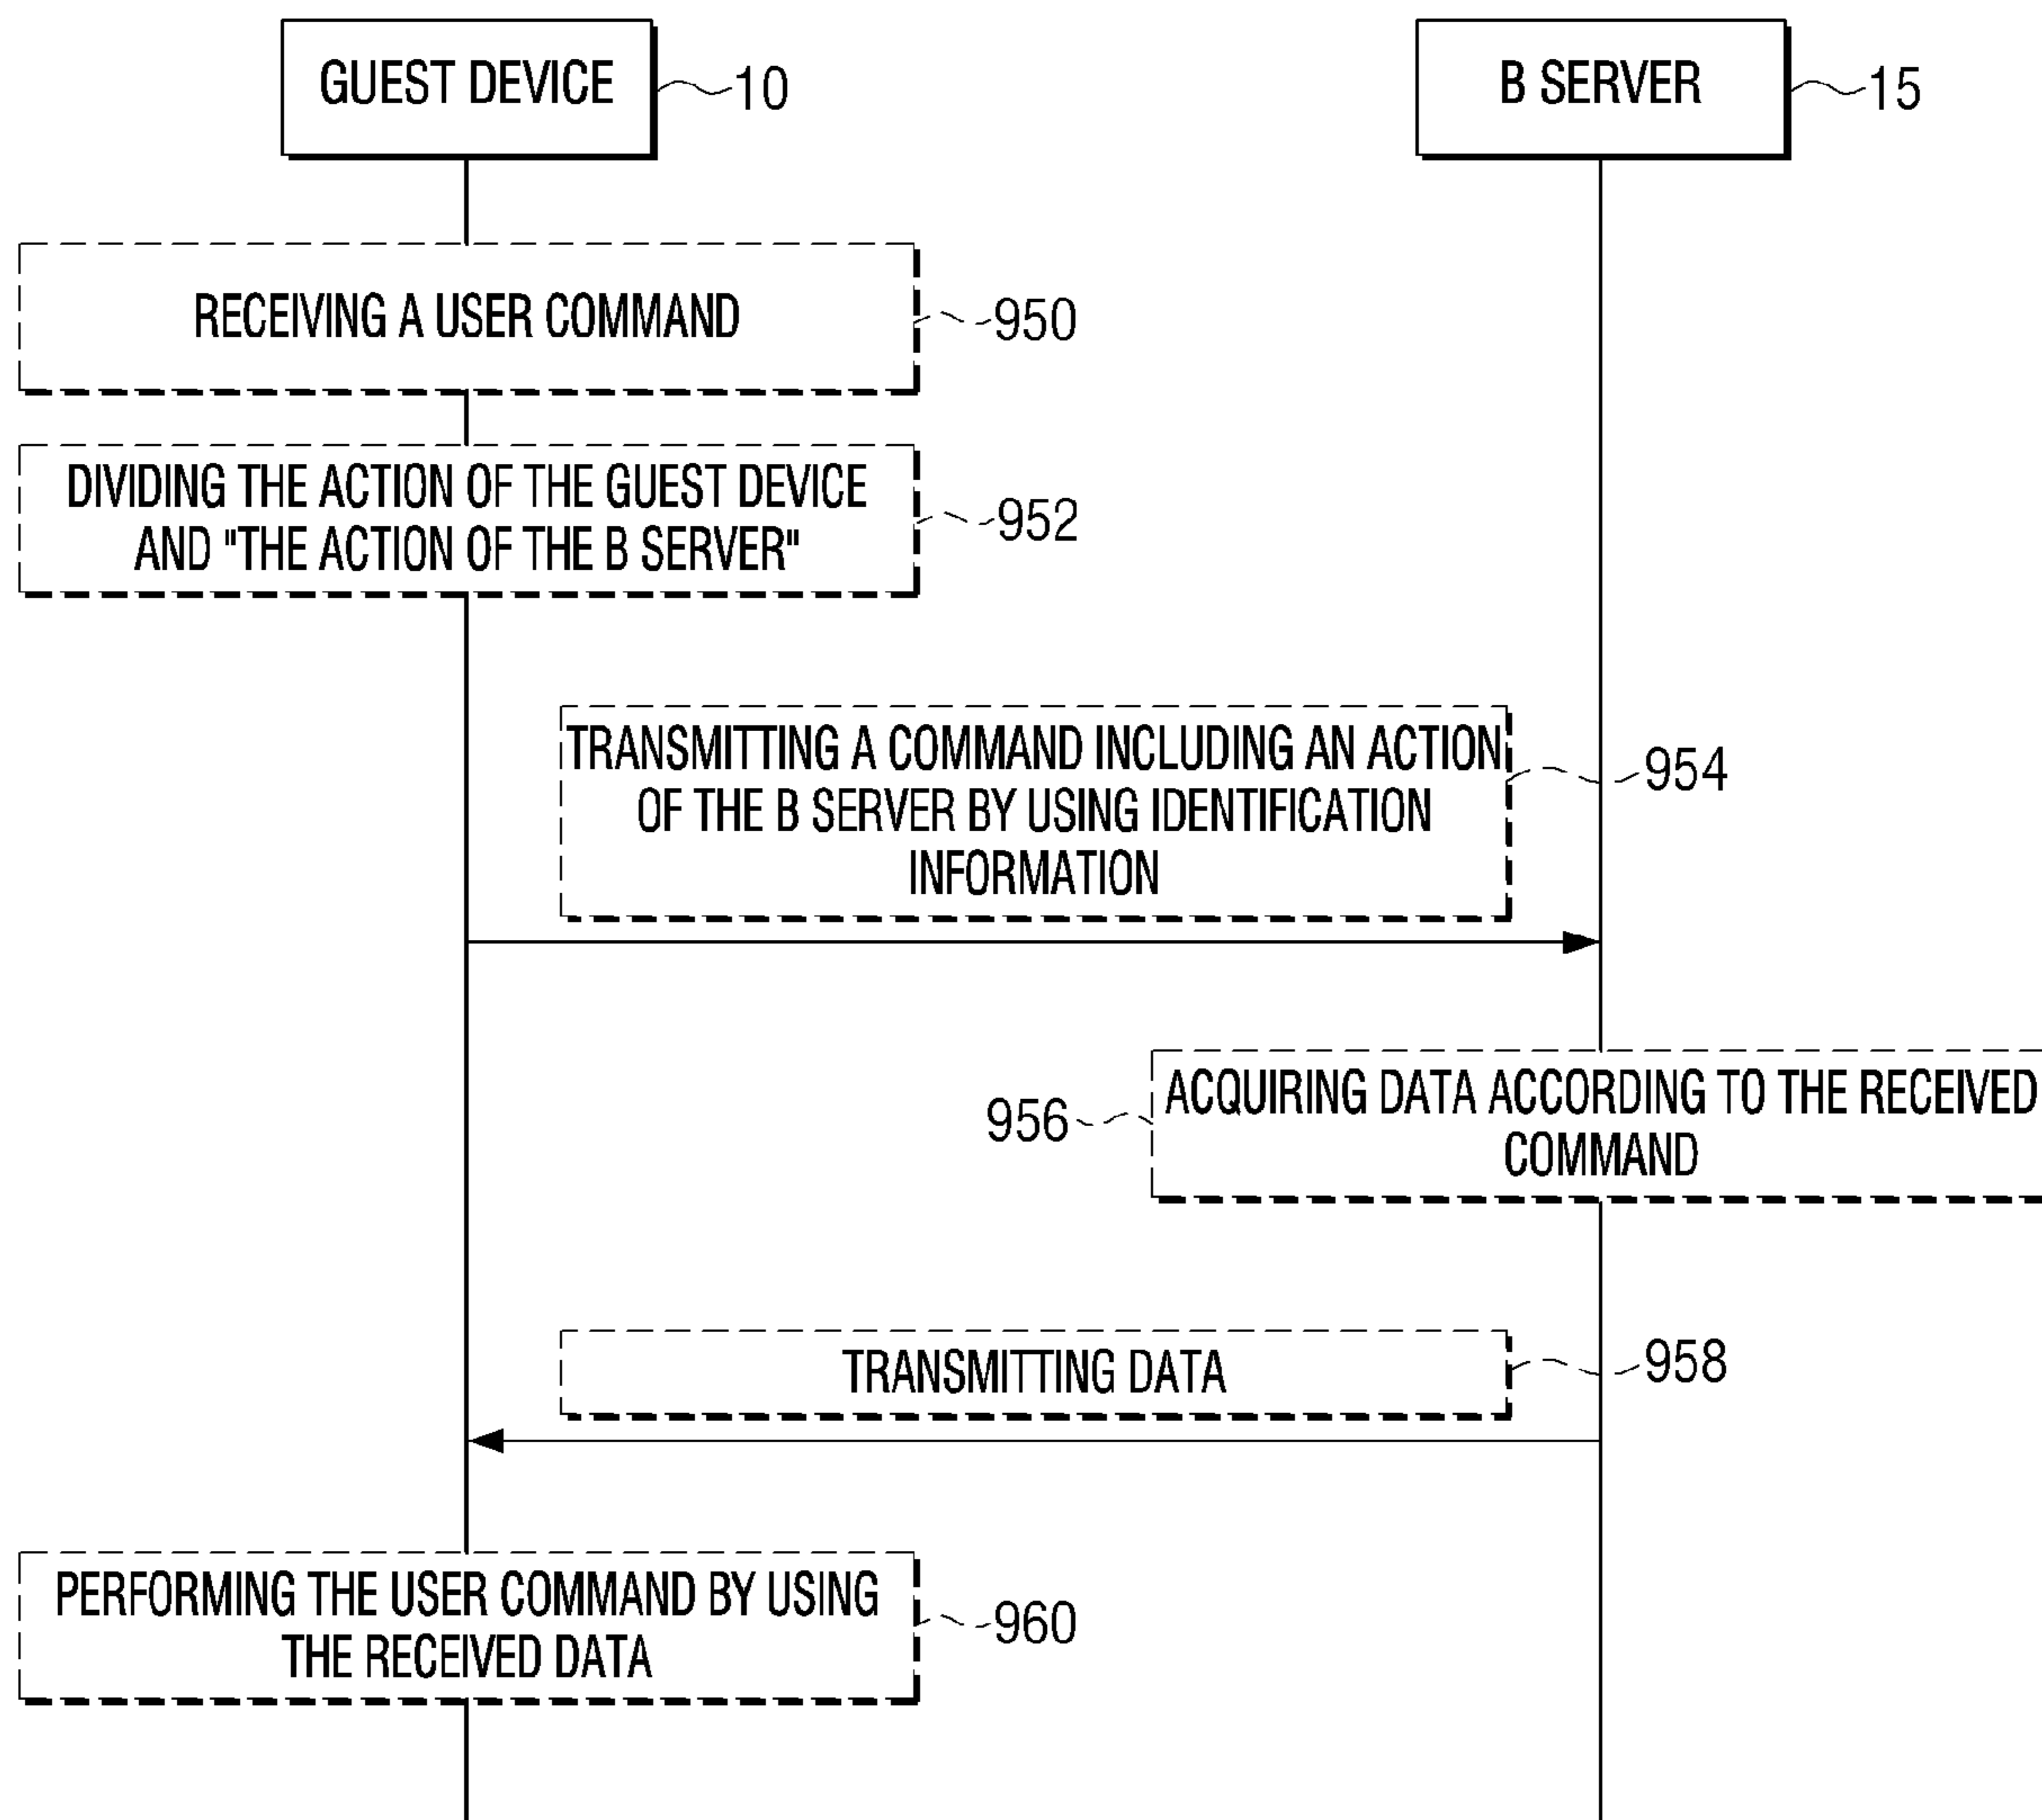 GUEST DEVICE
10
B SERVER
15
RECEIVING A USER COMMAND
950
DIVIDING THE ACTION OF THE GUEST DEVICE
AND "THE ACTION OF THE B SERVER"
952
TRANSMITTING A COMMAND INCLUDING AN ACTION
OF THE B SERVER BY USING IDENTIFICATION
INFORMATION
954
956
ACQUIRING DATA ACCORDING TO THE RECEIVED
COMMAND
TRANSMITTING DATA
958
PERFORMING THE USER COMMAND BY USING
THE RECEIVED DATA
960